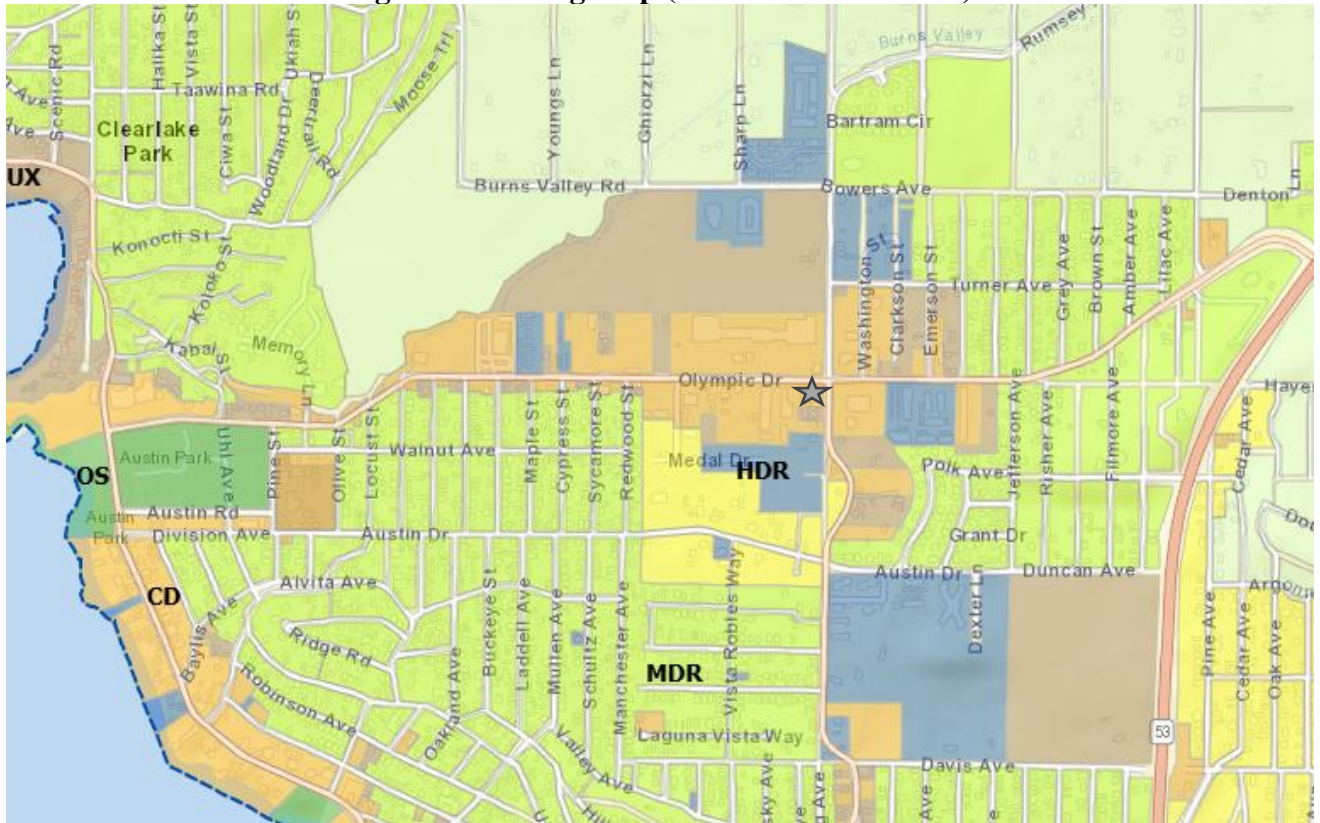 Halika St
Vista St
Ukiah St
Scenic Rd
Taawina Rd
Deertrail Rd
Moose Trl
Clearlake
Park
Ciwa St
Woodland Dr
UX
Konocti St
Koloko St
Kapai St
Memory Ln
Youngs Ln
Ghiorzi Ln
Sharp Ln
Burns Valley
Rumsey
Bartram Cir
Burns Valley Rd
Bowers Ave
Denton Ln
Washington St
Clarkson St
Emerson St
Turner Ave
Grey Ave
Brown St
Amber Ave
Lilac Ave
Olympic Dr
Austin Park
OS
Uhl Ave
Pine St
Olive St
Locust St
Walnut Ave
Maple St
Cypress St
Sycamore St
Redwood St
Medal Dr
HDR
Polk Ave
Jefferson Ave
Risher Ave
Filmore Ave
Cedar Ave
Hayes
Austin Rd
Austin
Park
Division Ave
Austin Dr
Grant Dr
Austin Dr
Duncan Ave
CD
Baylis Ave
Alvita Ave
Ridge Rd
Robinson Ave
Oakland Ave
Buckeye St
Laddell Ave
Mullen Ave
Schultz Ave
Manchester Ave
Vista Robles Way
Dexter Ln
MDR
Laguna Vista Way
Valley Ave
Davis Ave
53
Pine Ave
Cedar Ave
Oak Ave